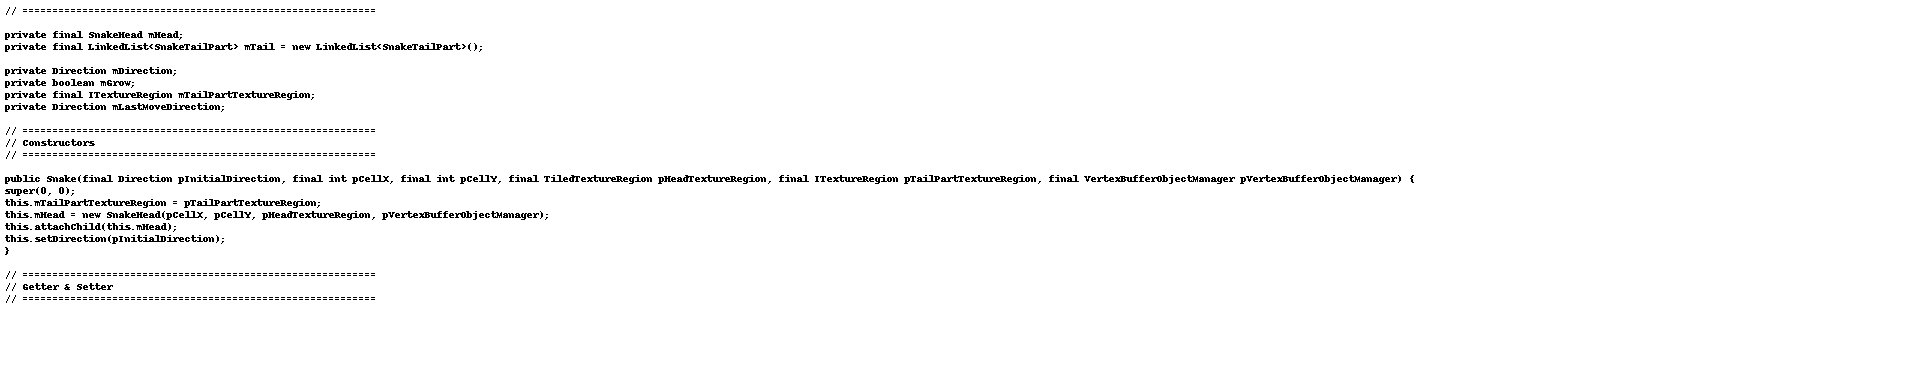 // ===========================================================
private final SnakeHead mHead;
private final LinkedList<SnakeTailPart> mTail = new LinkedList<SnakeTailPart>();
private Direction mDirection;
private boolean mGrow;
private final ITextureRegion mTailPartTextureRegion;
private Direction mLastMoveDirection;
// ===========================================================
// Constructors
// ===========================================================
public Snake(final Direction pInitialDirection, final int pCellX, final int pCellY, final TiledTextureRegion pHeadTextureRegion, final ITextureRegion pTailPartTextureRegion, final VertexBufferObjectManager pVertexBufferObjectManager) {
super(0, 0);
this.mTailPartTextureRegion = pTailPartTextureRegion;
this.mHead = new SnakeHead(pCellX, pCellY, pHeadTextureRegion, pVertexBufferObjectManager);
this.attachChild(this.mHead);
this.setDirection(pInitialDirection);
}
// ===========================================================
// Getter & Setter
// ===========================================================